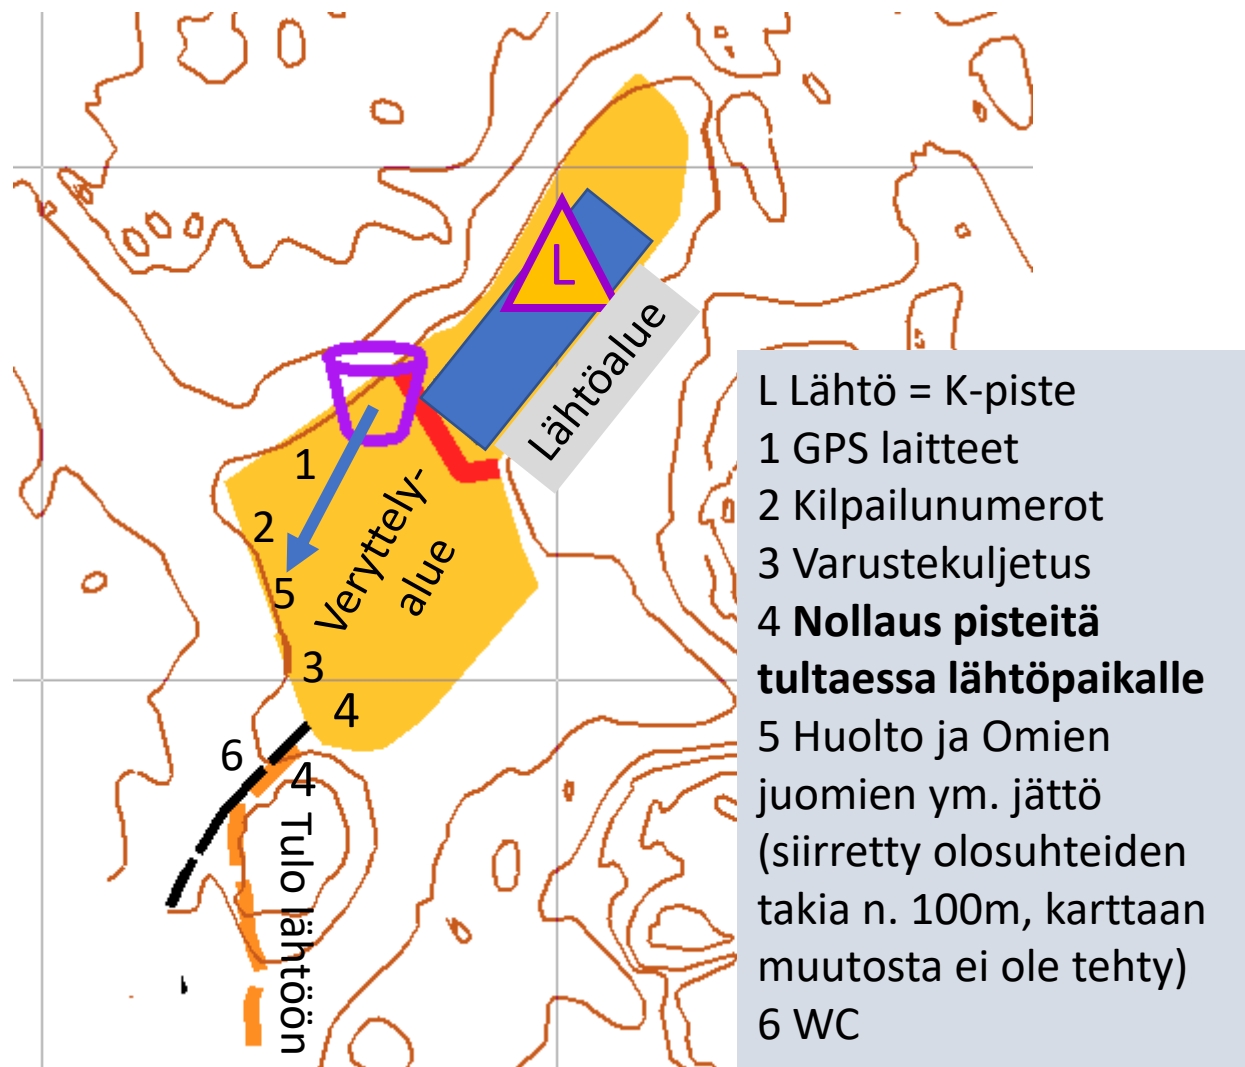 L
Lähtöalue
1
Veryttely-
alue
2
5
3
4
6
4 Tulo lähtöön
L Lähtö = K-piste
1 GPS laitteet
2 Kilpailunumerot
3 Varustekuljetus
4 Nollaus pisteitä
tultaessa lähtöpaikalle
5 Huolto ja Omien
juomien ym. jättö
(siirretty olosuhteiden
takia n. 100m, karttaan
muutosta ei ole tehty)
6 WC